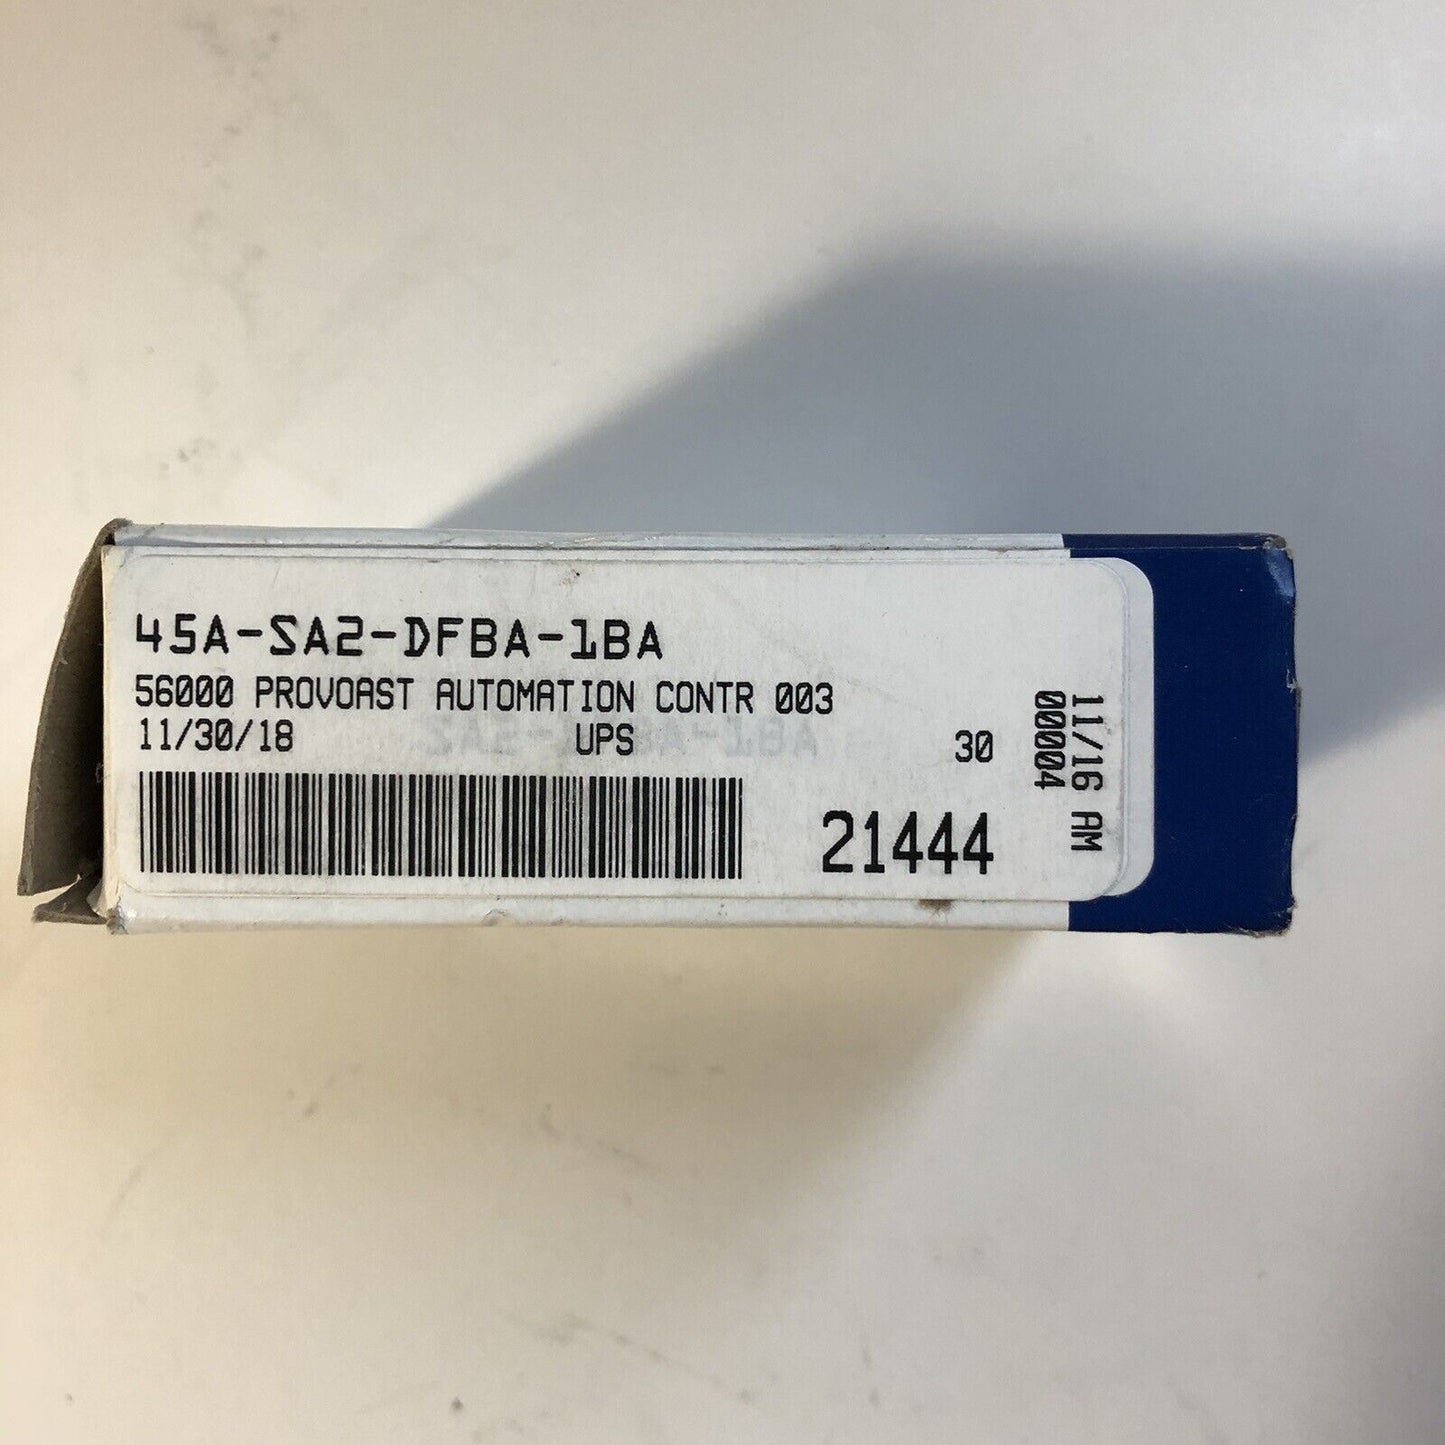 45A-SA2-DFBA-1BA
56000 PROVOAST AUTOMATION CONTR 003
11/30/18 UPS 30
21444
11/16 AM
00004